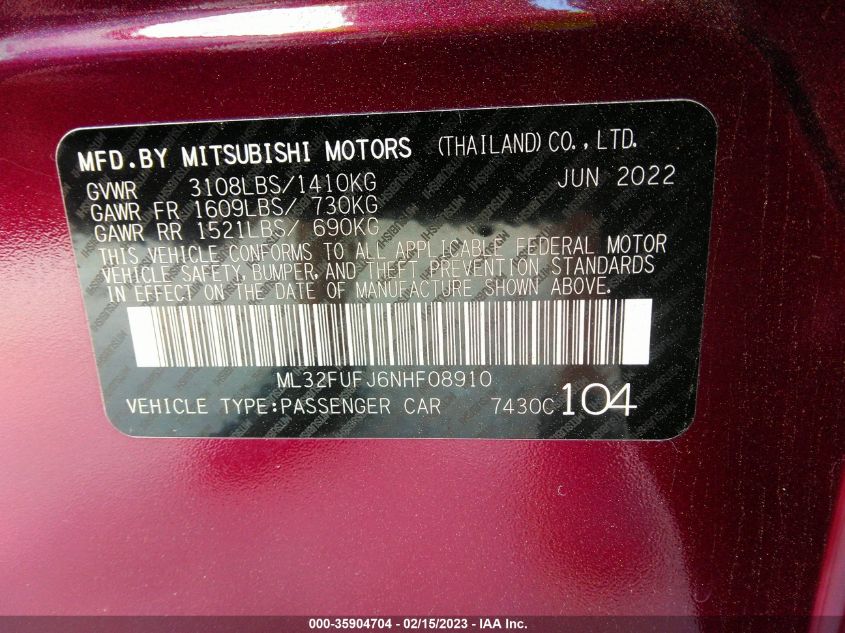 MFD.BY MITSUBISHI MOTORS (THAILAND) CO., LTD.
GVWR 3108LBS/1410KG JUN 2022
GAWR FR 1609LBS/ 730KG
GAWR RR 1521LBS/ 690KG
THIS VEHICLE CONFORMS TO ALL APPLICABLE FEDERAL MOTOR
VEHICLE SAFETY, BUMPER, AND THEFT PREVENTION STANDARDS
IN EFFECT ON THE DATE OF MANUFACTURE SHOWN ABOVE.
ML32FUFJ6NHF08910
VEHICLE TYPE:PASSENGER CAR 7430C 104
000-35904704 - 02/15/2023 - IAA Inc.